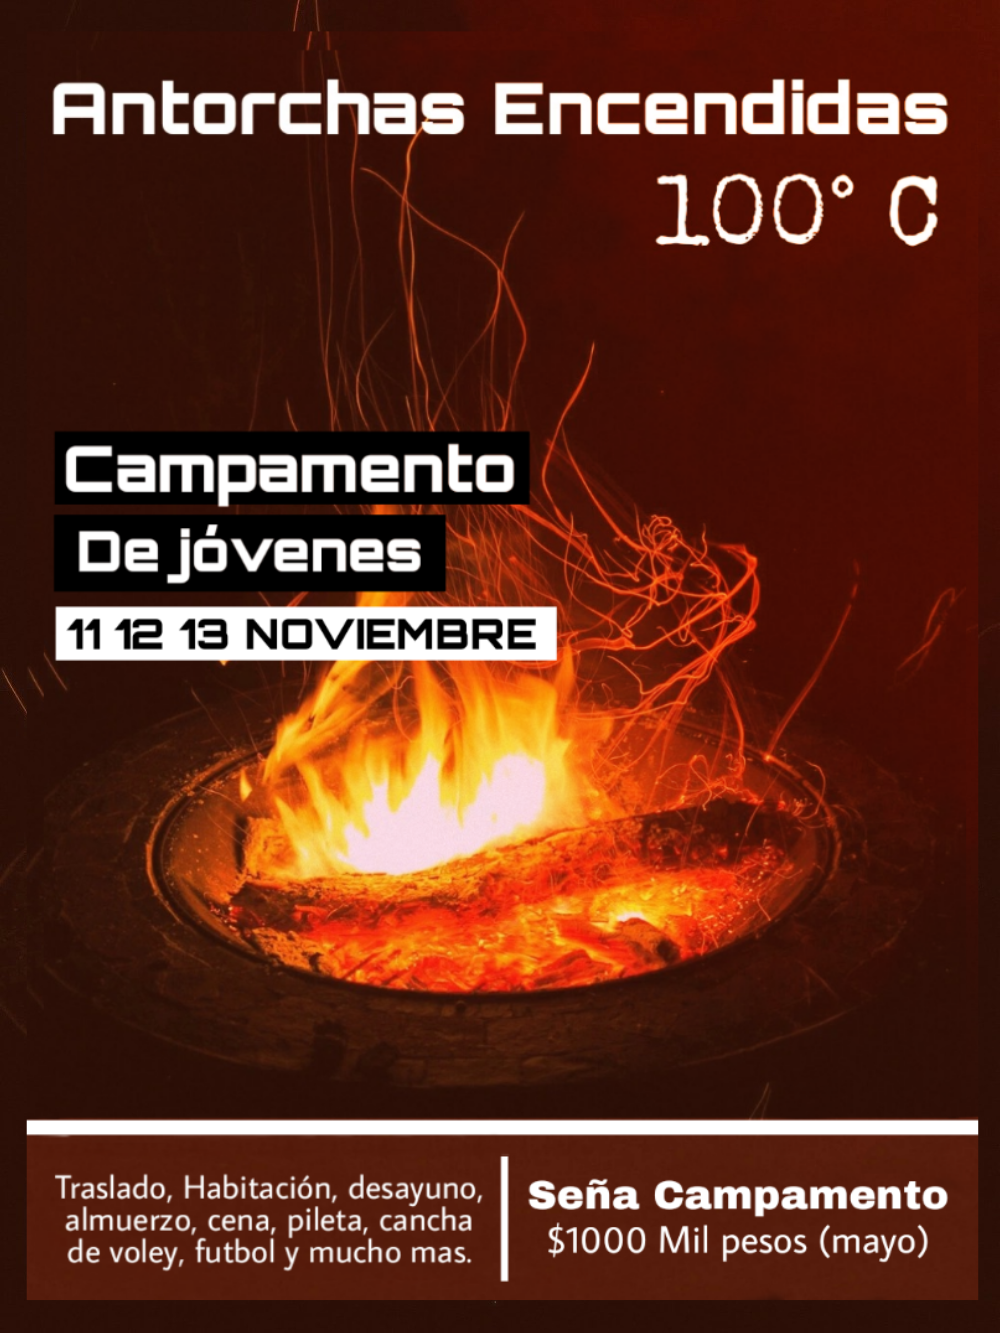 Antorchas Encendidas
100° C
Campamento
De jóvenes
11 12 13 NOVIEMBRE
Traslado, Habitación, desayuno,
almuerzo, cena, pileta, cancha
de voley, futbol y mucho mas.
Seña Campamento
$1000 Mil pesos (mayo)